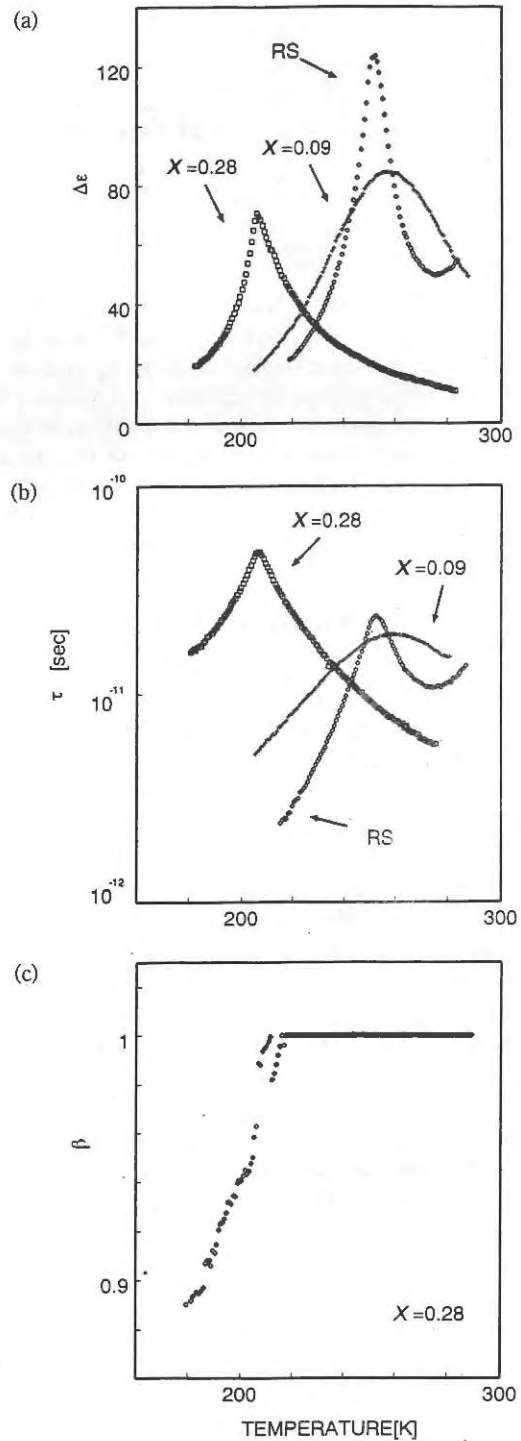 (a)
RS
120
X=0.09
X=0.28
Δε
80
40
0
200
300
(b)
10⁻¹⁰
X=0.28
X=0.09
τ [sec]
10⁻¹¹
RS
10⁻¹²
200
300
(c)
1
β
0.9
X=0.28
200
300
TEMPERATURE[K]